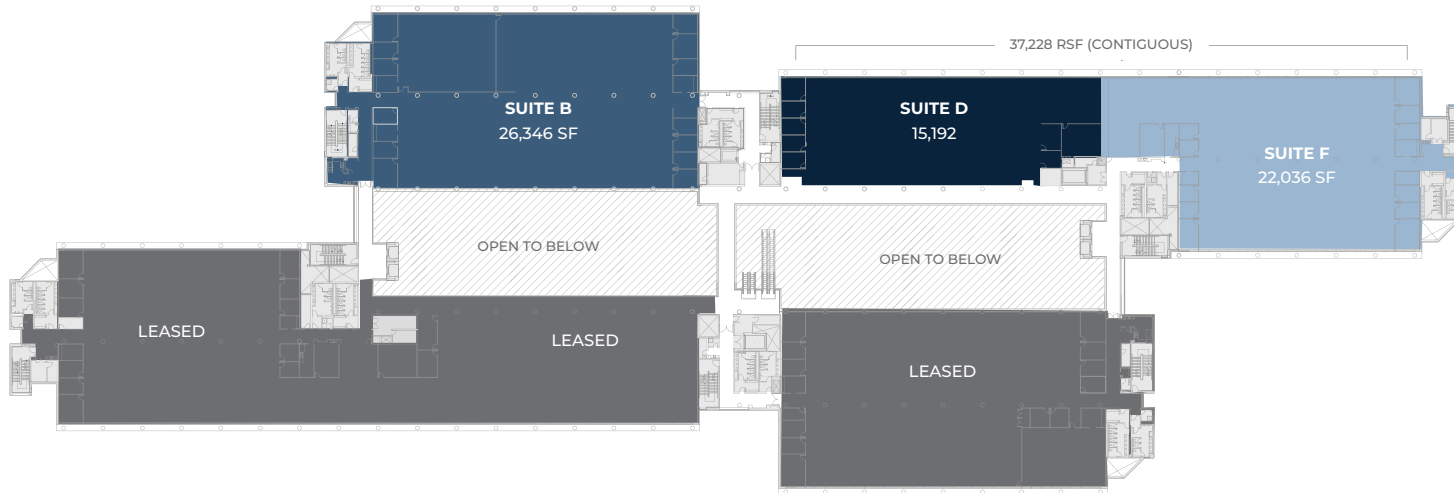 37,228 RSF (CONTIGUOUS)
SUITE B
26,346 SF
SUITE D
15,192
SUITE F
22,036 SF
OPEN TO BELOW
OPEN TO BELOW
LEASED
LEASED
LEASED